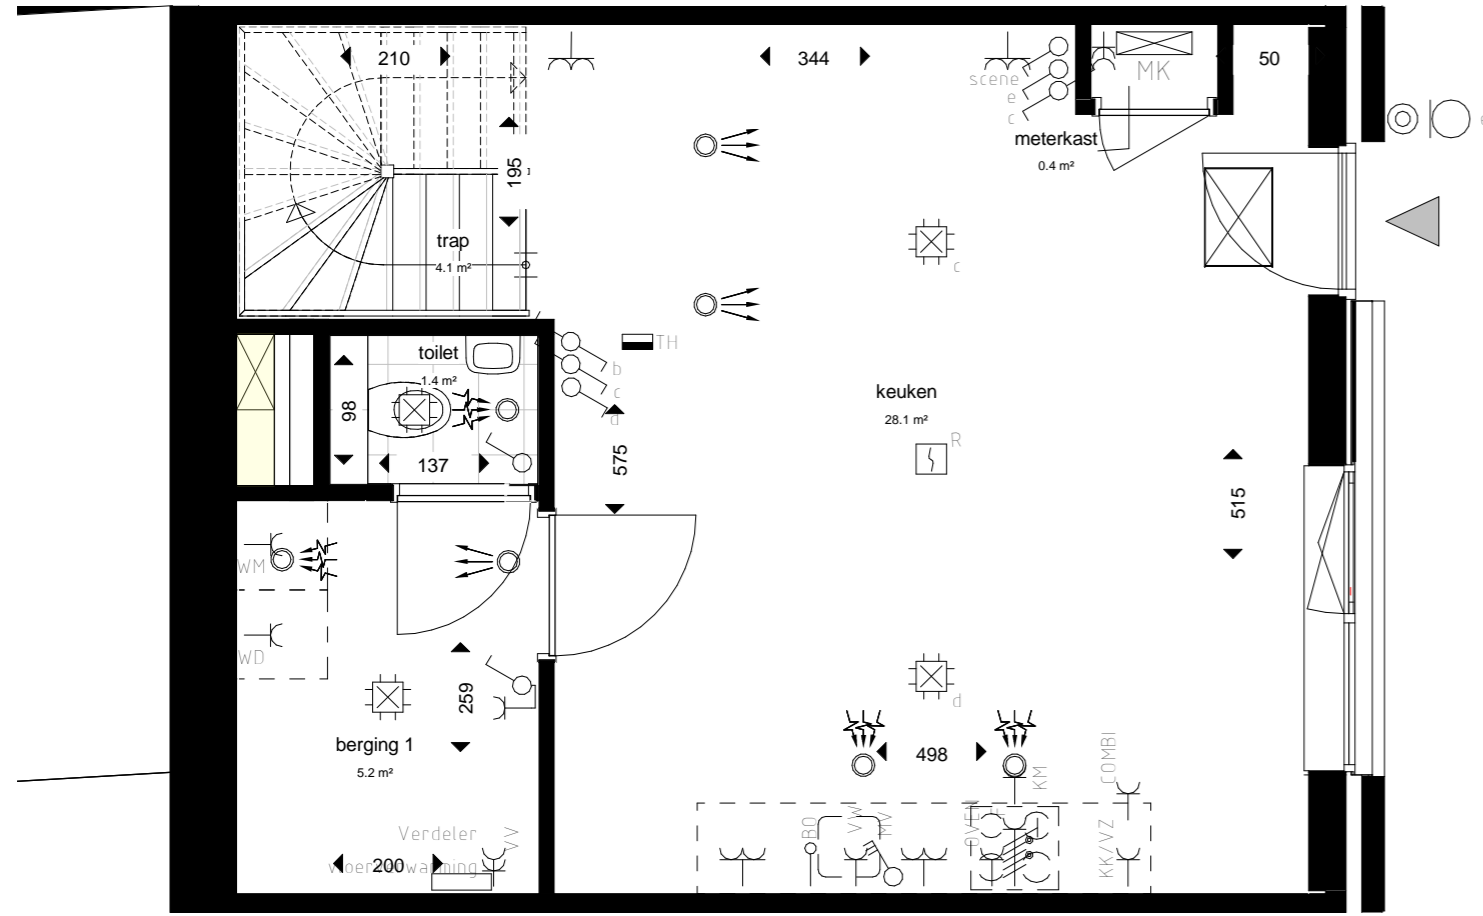 210
344
50
scene
e
c
MK
meterkast
0.4 m²
e
195
trap
4.1 m²
c
TH
toilet
1.4 m²
b
c
d
98
137
575
keuken
28.1 m²
R
515
WM
WD
259
d
berging 1
5.2 m²
498
KM
COMBI
Verdeler
vloerverwarming
200
VV
BO
VW
MV
OVEN
KK/VZ